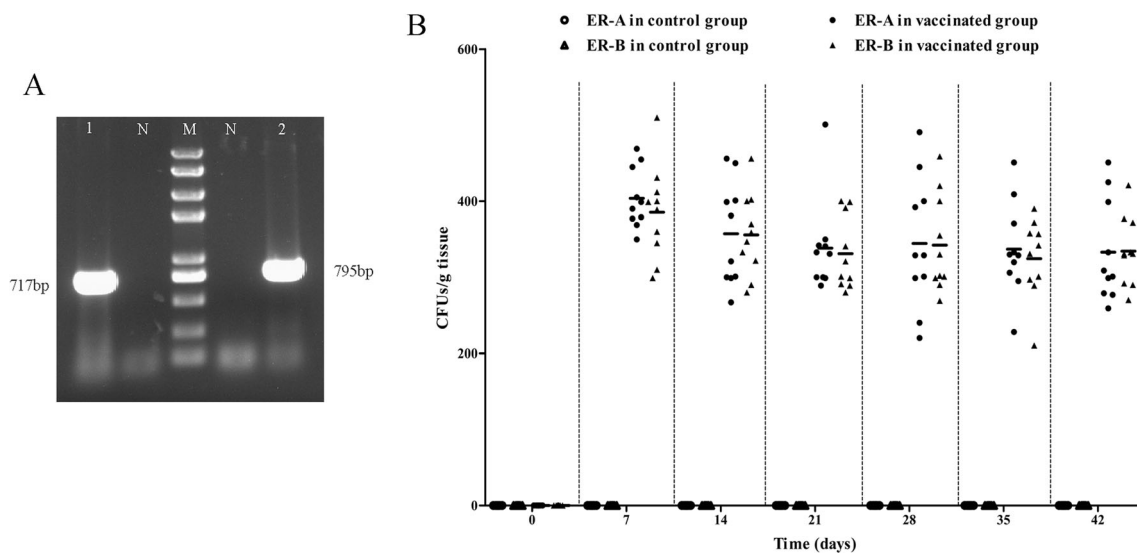 A
1 N M N 2
717bp
795bp
B
ER-A in control group
ER-B in control group
ER-A in vaccinated group
ER-B in vaccinated group
CFUs/g tissue
600
400
200
0
0 7 14 21 28 35 42
Time (days)